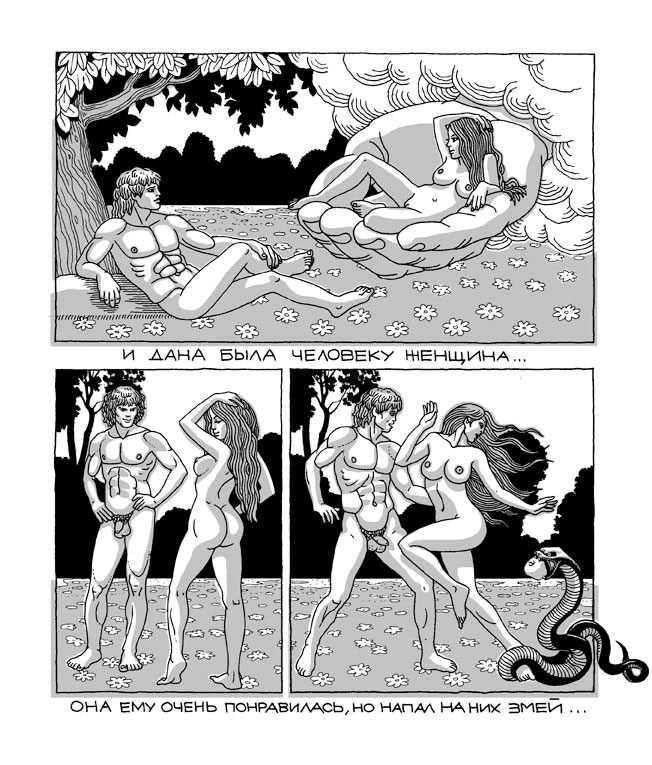 И ДАНА БЫЛА ЧЕЛОВЕКУ ЖЕНЩИНА...
ОНА ЕМУ ОЧЕНЬ ПОНРАВИЛАСЬ, НО НАПАЛ НА НИХ ЗМЕЙ...